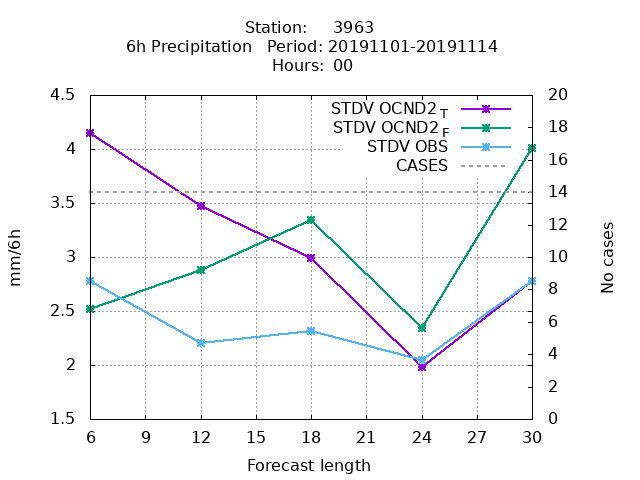 Station: 3963
6h Precipitation Period: 20191101-20191114
Hours: 00
STDV OCND2 T
STDV OCND2 F
STDV OBS
CASES
4.5
4
3.5
3
2.5
2
1.5
mm/6h
20
18
16
14
12
10
8
6
4
2
0
No cases
6 9 12 15 18 21 24 27 30
Forecast length